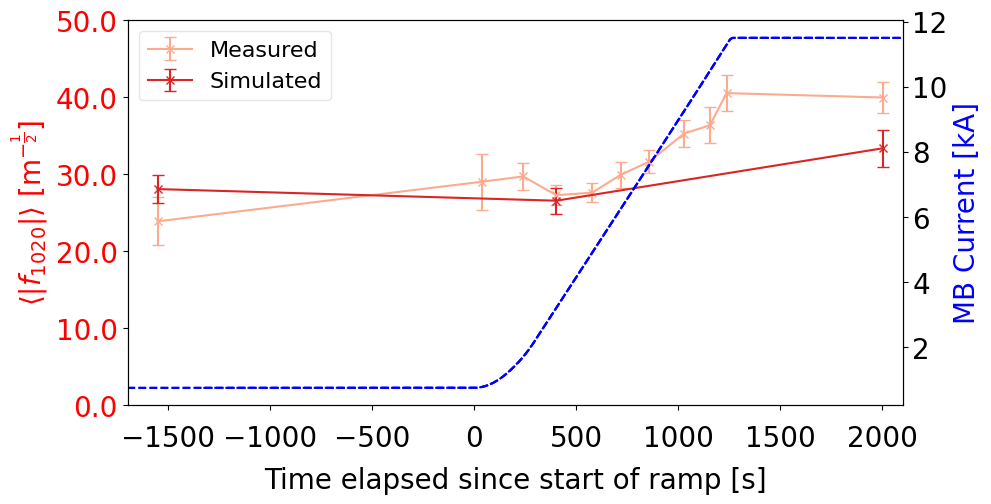 50.0
40.0
30.0
20.0
10.0
0.0
⟨|f₁₀₂₀|⟩ [m^{-1/2}]
Measured
Simulated
12
10
8
6
4
2
MB Current [kA]
−1500 −1000 −500 0 500 1000 1500 2000
Time elapsed since start of ramp [s]